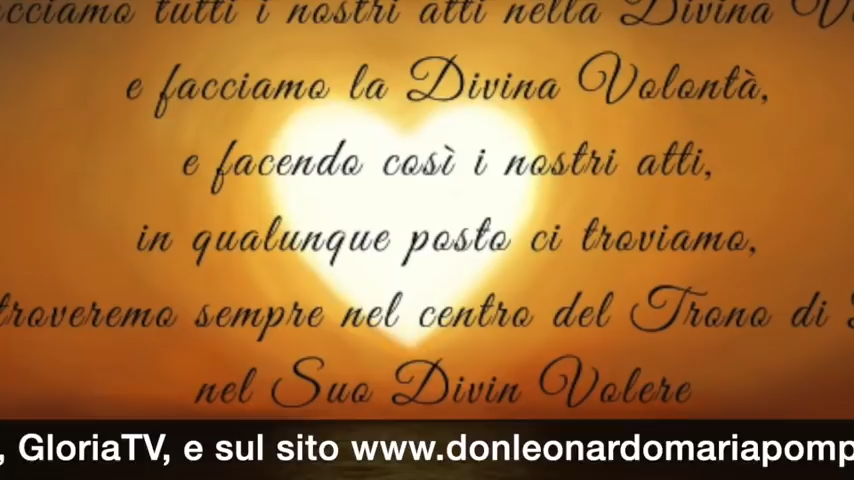 cciamo tutti i nostri atti nella Divina V
e facciamo la Divina Volontà,
e facendo così i nostri atti,
in qualunque posto ci troviamo,
troveremo sempre nel centro del Trono di
nel Suo Divin Volere
, GloriaTV, e sul sito www.donleonardomariapomp